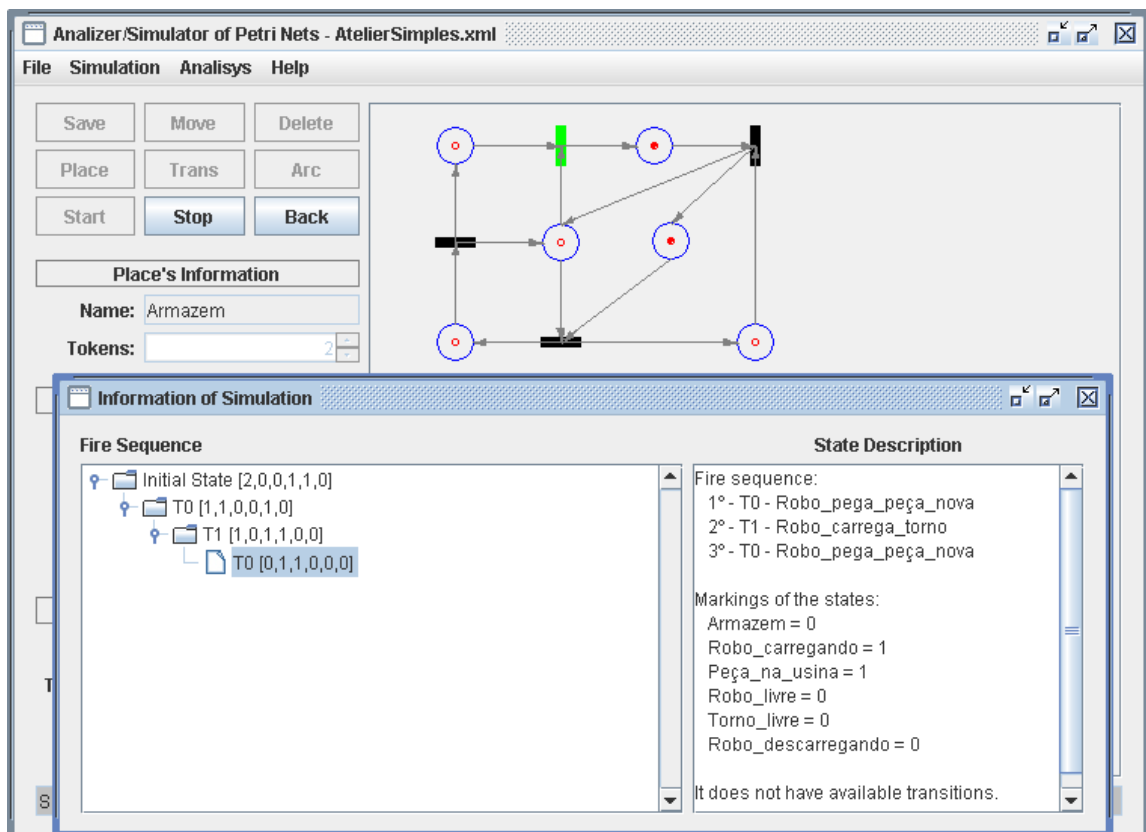 Analizer/Simulator of Petri Nets - AtelierSimples.xml
File Simulation Analisys Help
Save Move Delete
Place Trans Arc
Start Stop Back
Place's Information
Name: Armazem
Tokens: 2
Information of Simulation
Fire Sequence
Initial State [2,0,0,1,1,0]
T0 [1,1,0,0,1,0]
T1 [1,0,1,1,0,0]
T0 [0,1,1,0,0,0]
State Description
Fire sequence:
1º - T0 - Robo_pega_peça_nova
2º - T1 - Robo_carrega_torno
3º - T0 - Robo_pega_peça_nova
Markings of the states:
Armazem = 0
Robo_carregando = 1
Peça_na_usina = 1
Robo_livre = 0
Torno_livre = 0
Robo_descarregando = 0
It does not have available transitions.
T
S